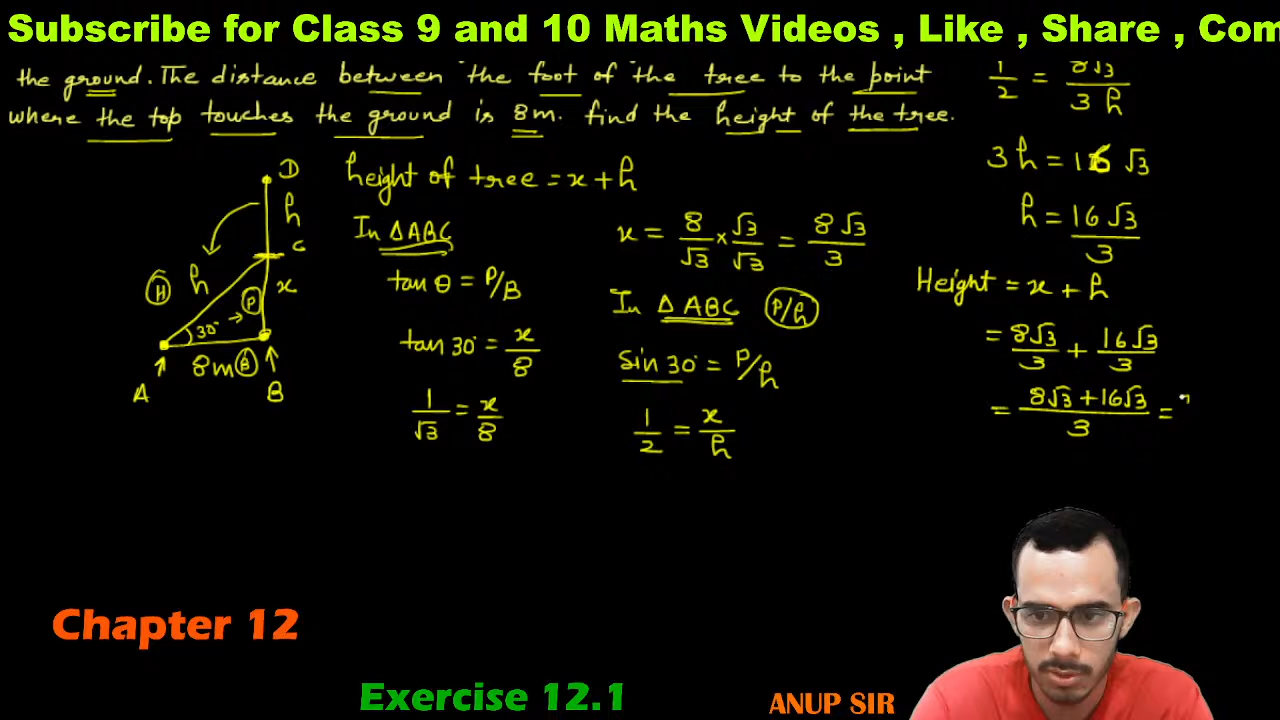 Subscribe for Class 9 and 10 Maths Videos , Like , Share , Com
the ground. The distance between the foot of the tree to the point
where the top touches the ground is 8m. find the height of the tree.
D
h
C
h
x
H
P
30°
8m
B
A
B
height of tree = x + h
In △ABC
tan θ = P/B
tan 30° = x/8
1/√3 = x/8
x = 8/√3 × √3/√3 = 8√3/3
In △ABC P/h
sin 30° = P/h
1/2 = x/h
1/2 = 8√3/3h
3h = 16√3
h = 16√3/3
Height = x + h
= 8√3/3 + 16√3/3
= 8√3 + 16√3/3 =
Chapter 12
Exercise 12.1
ANUP SIR